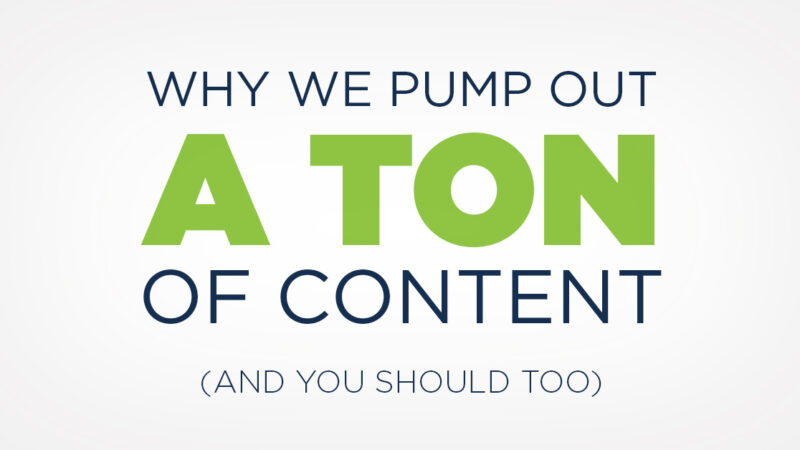 WHY WE PUMP OUT
A TON
OF CONTENT
(AND YOU SHOULD TOO)